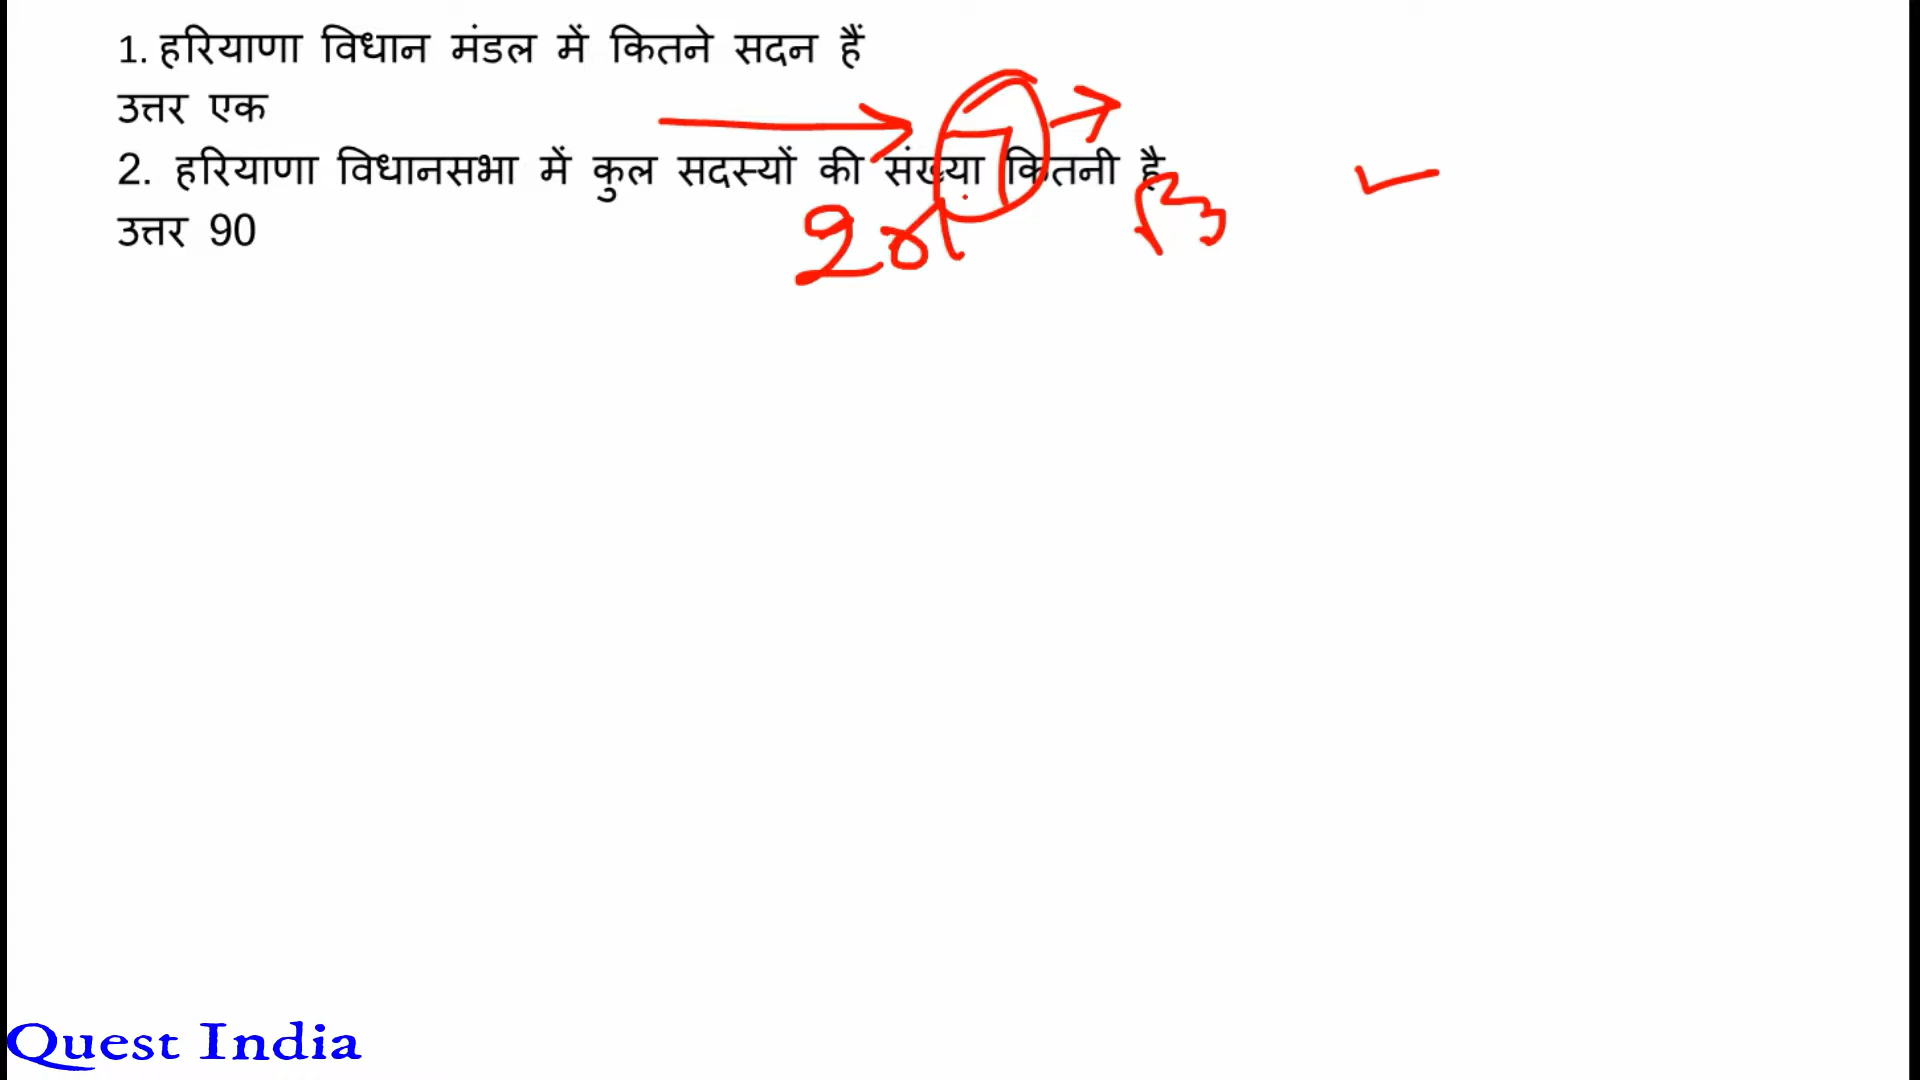 1. हरियाणा विधान मंडल में कितने सदन हैं
उत्तर एक
2. हरियाणा विधानसभा में कुल सदस्यों की संख्या कितनी है
उत्तर 90
Quest India